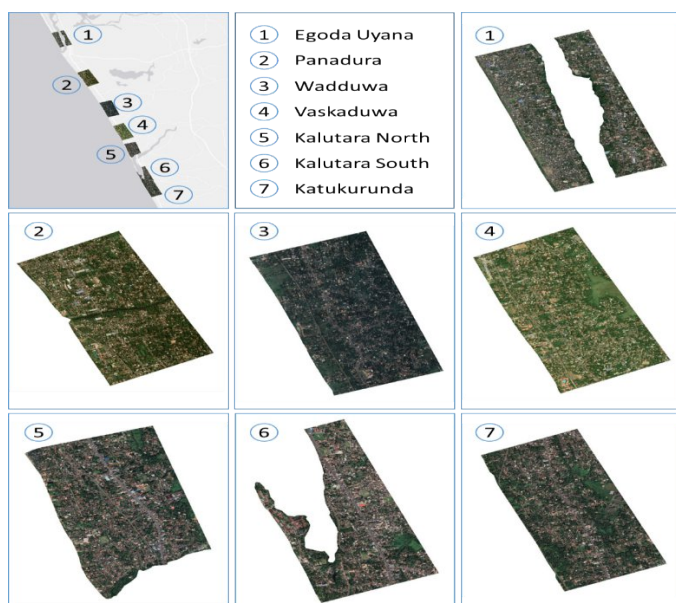 1
2
3
4
5
6
7
1 Egoda Uyana
2 Panadura
3 Wadduwa
4 Vaskaduwa
5 Kalutara North
6 Kalutara South
7 Katukurunda
1
2
3
4
5
6
7